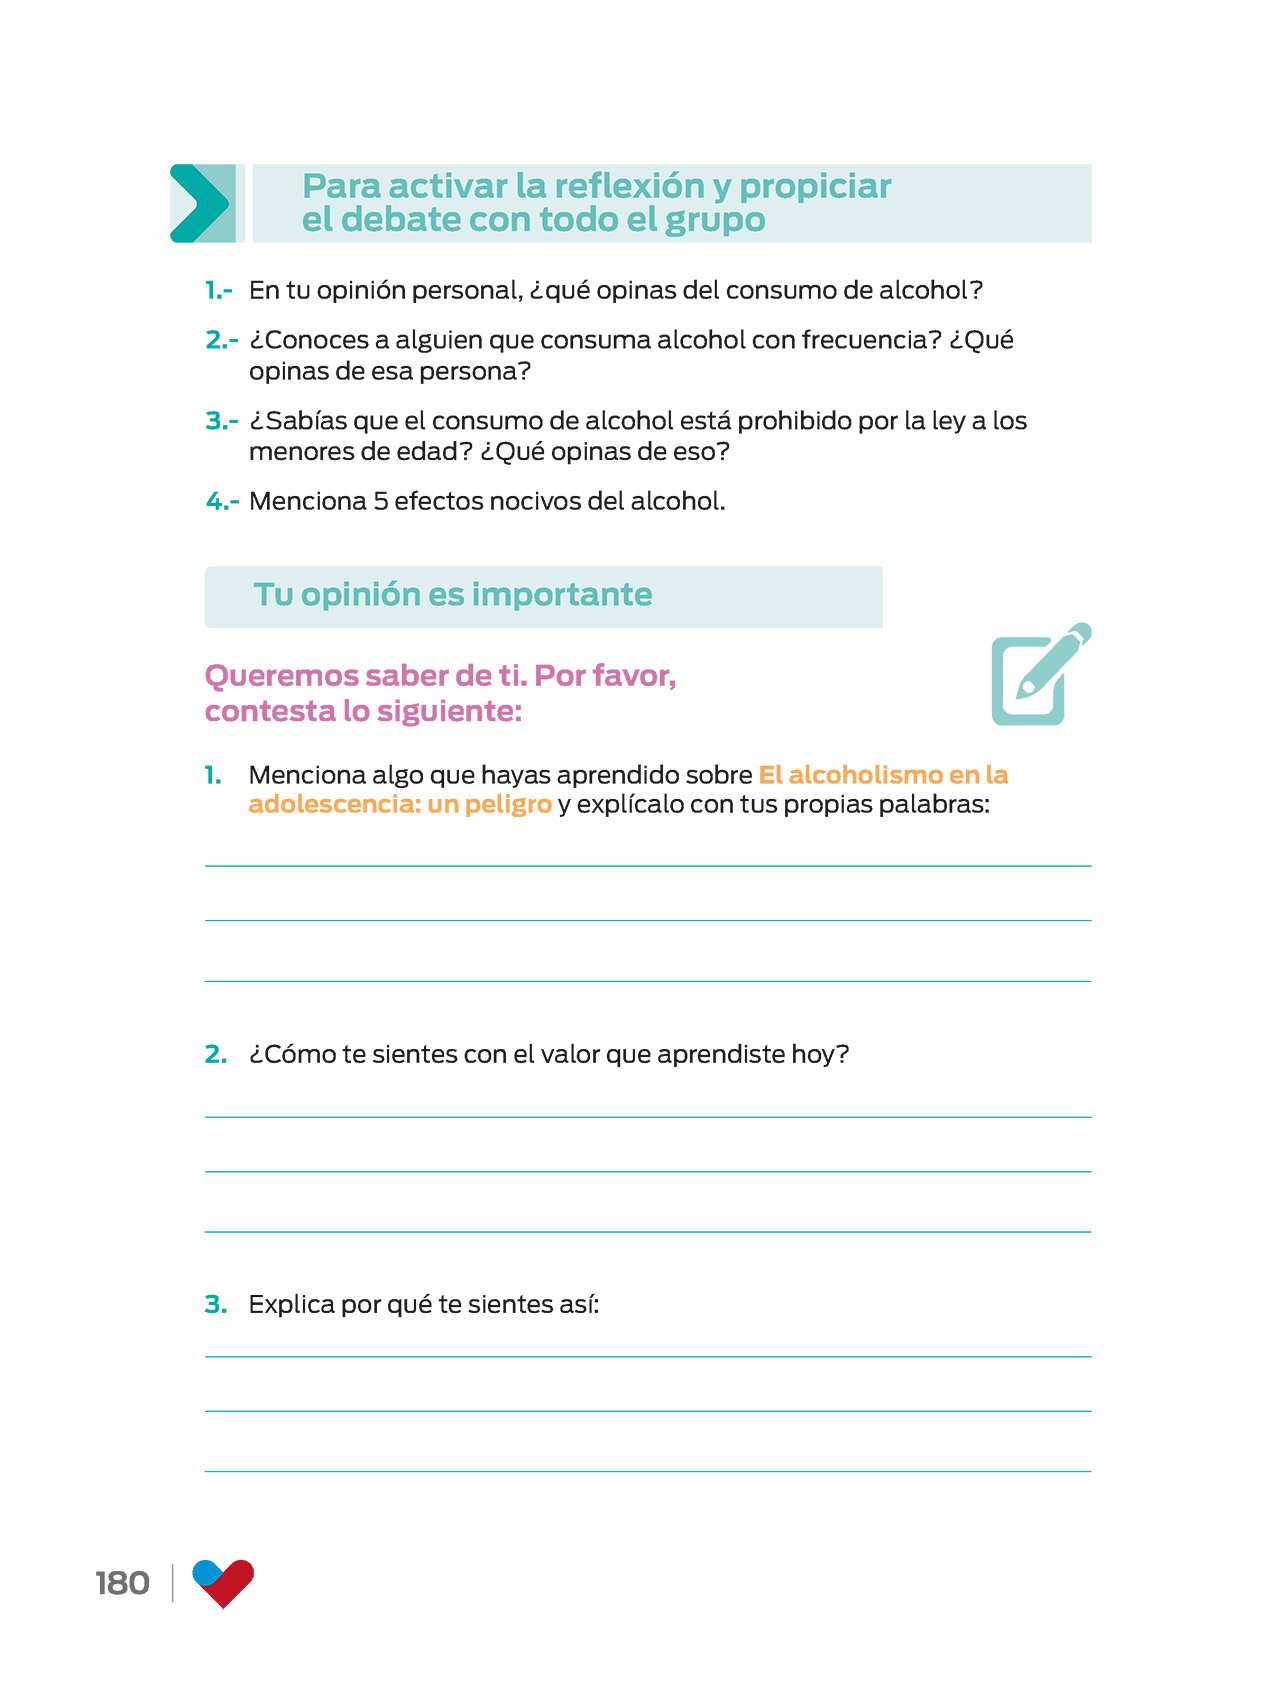 Para activar la reflexión y propiciar
el debate con todo el grupo
1.- En tu opinión personal, ¿qué opinas del consumo de alcohol?
2.- ¿Conoces a alguien que consuma alcohol con frecuencia? ¿Qué
opinas de esa persona?
3.- ¿Sabías que el consumo de alcohol está prohibido por la ley a los
menores de edad? ¿Qué opinas de eso?
4.- Menciona 5 efectos nocivos del alcohol.
Tu opinión es importante
Queremos saber de ti. Por favor,
contesta lo siguiente:
1. Menciona algo que hayas aprendido sobre El alcoholismo en la
adolescencia: un peligro y explícalo con tus propias palabras:
2. ¿Cómo te sientes con el valor que aprendiste hoy?
3. Explica por qué te sientes así:
180